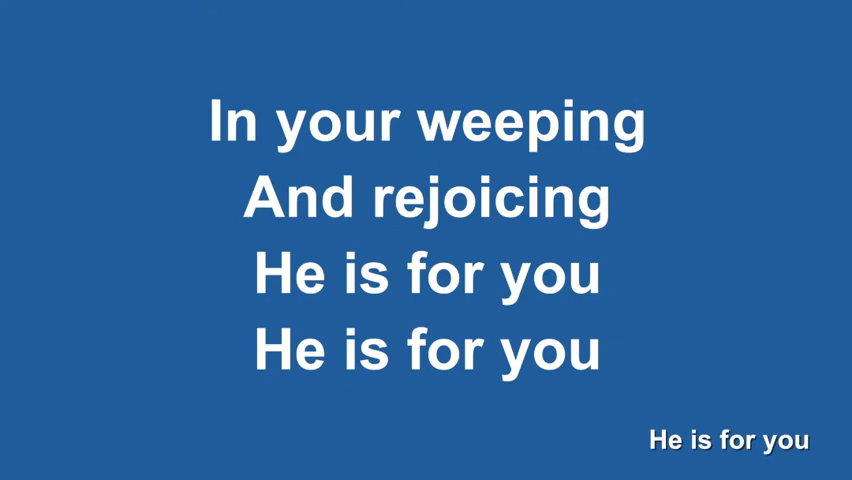 In your weeping
And rejoicing
He is for you
He is for you
He is for you